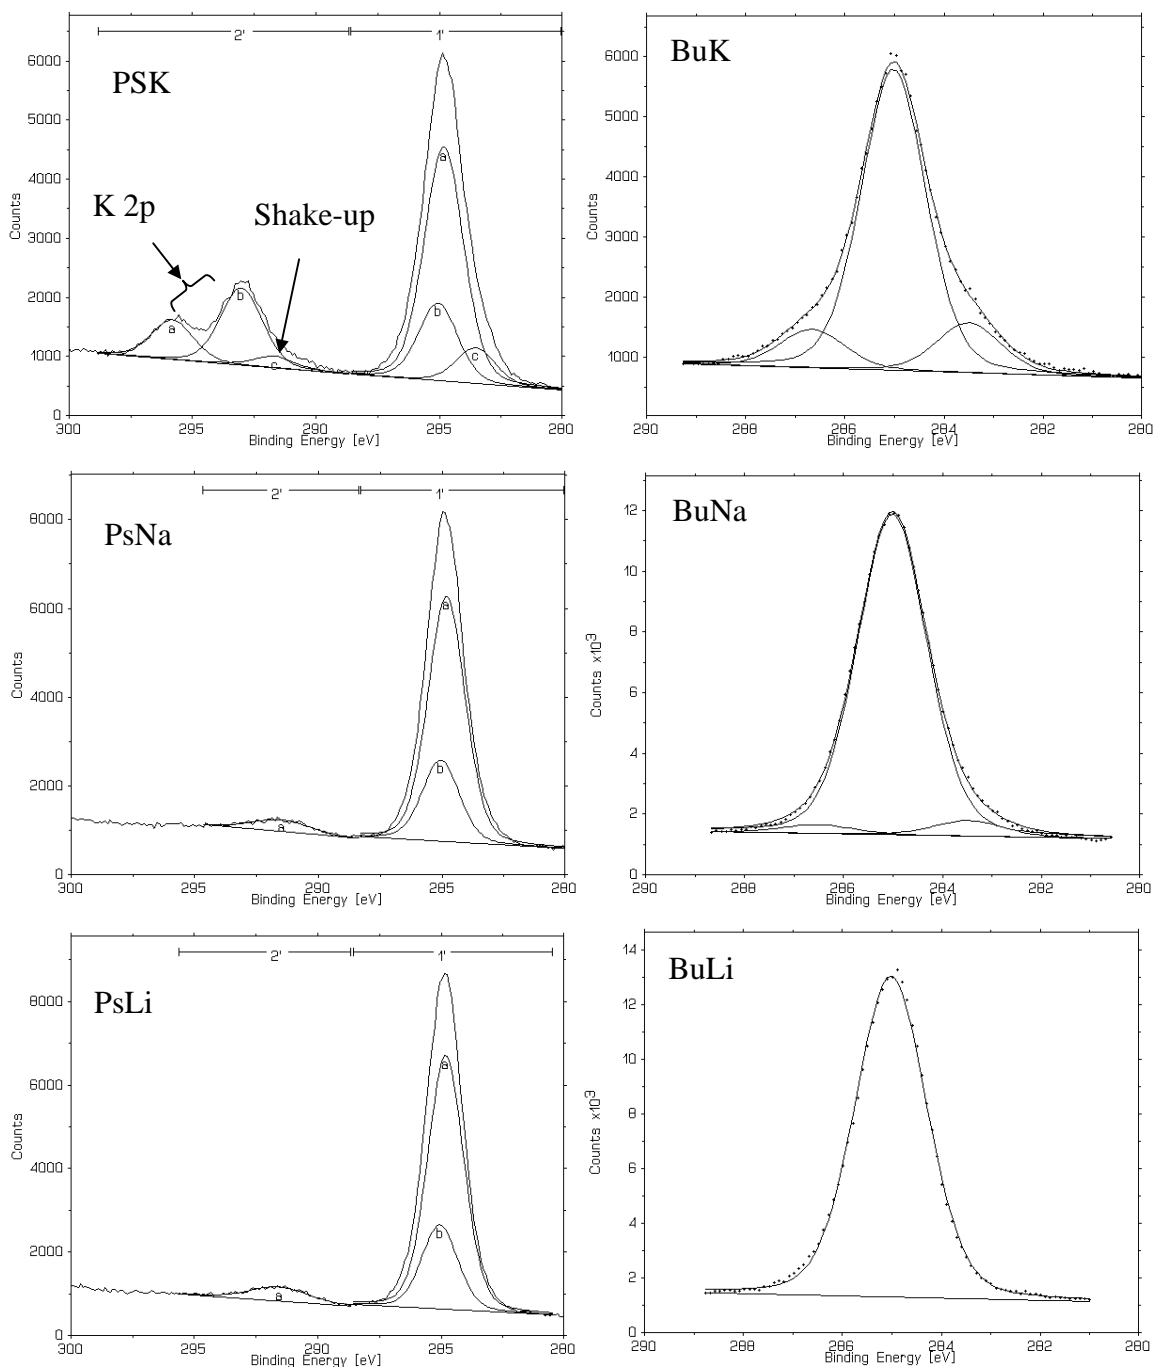 2'
1'
PSK
6000
5000
4000
3000
2000
1000
0
Counts
K 2p
Shake-up
a
b
c
a
b
c
300
295
290
285
280
Binding Energy [eV]
BuK
6000
5000
4000
3000
2000
1000
Counts
290
288
286
284
282
280
Binding Energy [eV]
2'
1'
PsNa
8000
6000
4000
2000
0
Counts
a
a
b
300
295
290
285
280
Binding Energy [eV]
BuNa
12
10
8
6
4
2
0
Counts x10³
290
288
286
284
282
280
Binding Energy [eV]
2'
1'
PsLi
8000
6000
4000
2000
0
Counts
a
a
b
300
295
290
285
280
Binding Energy [eV]
BuLi
14
12
10
8
6
4
2
0
Counts x10³
290
288
286
284
282
280
Binding Energy [eV]